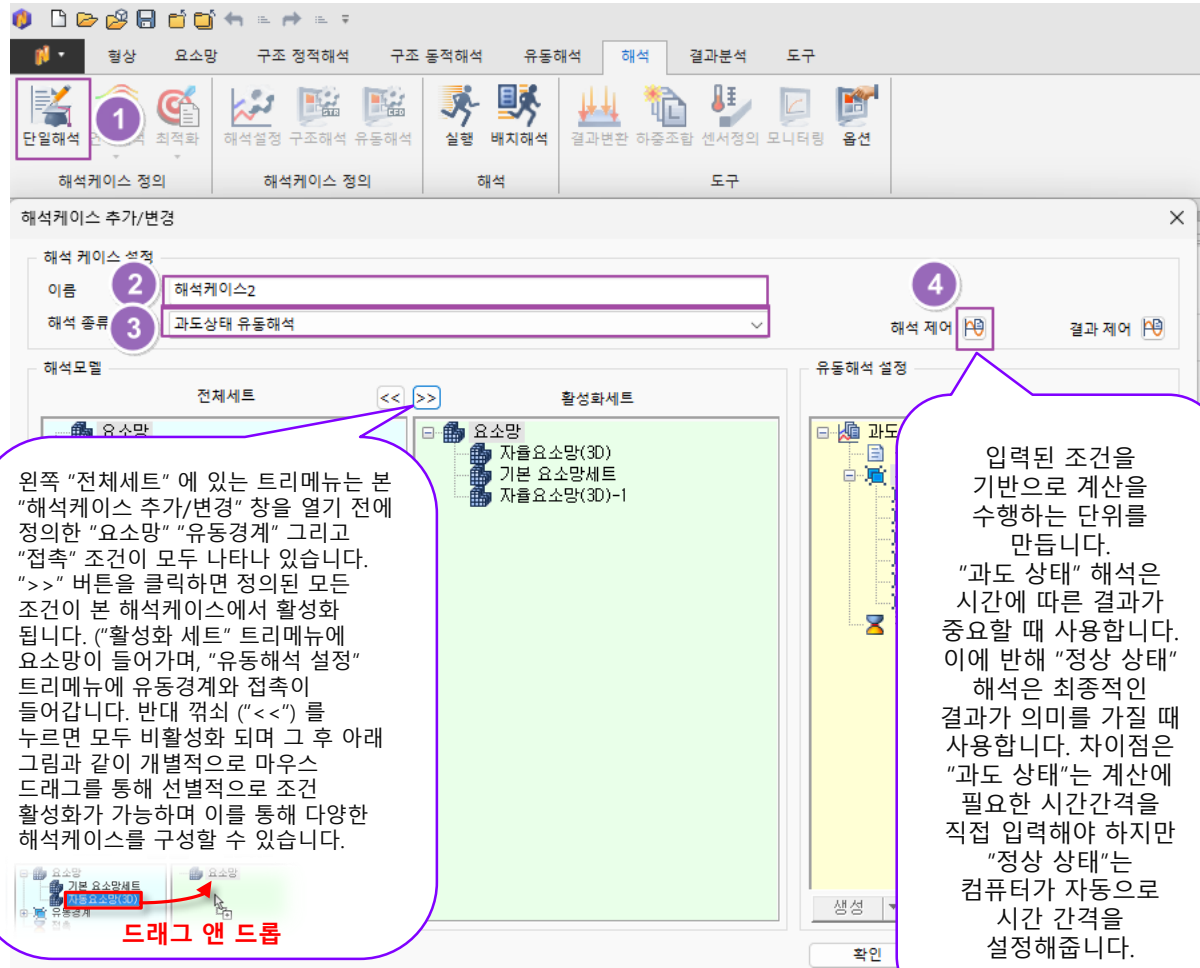 형상 요소망 구조 정적해석 구조 동적해석 유동해석 해석 결과분석 도구
1
단일해석 최적화 해석설정 구조해석 유동해석 실행 배치해석 결과변환 하중조합 센서정의 모니터링 옵션
해석케이스 정의 해석케이스 정의 해석 도구
해석케이스 추가/변경
해석 케이스 설정
이름 2 해석케이스2 4
해석 종류 3 과도상태 유동해석 해석 제어 결과 제어
해석모델 유동해석 설정
전체세트 << >> 활성화세트
요소망
요소망
자율요소망(3D)
기본 요소망세트
자율요소망(3D)-1
과도
왼쪽 "전체세트" 에 있는 트리메뉴는 본
"해석케이스 추가/변경" 창을 열기 전에
정의한 "요소망" "유동경계" 그리고
"접촉" 조건이 모두 나타나 있습니다.
">>" 버튼을 클릭하면 정의된 모든
조건이 본 해석케이스에서 활성화
됩니다. ("활성화 세트" 트리메뉴에
요소망이 들어가며, "유동해석 설정"
트리메뉴에 유동경계와 접촉이
들어갑니다. 반대 꺾쇠 ("<<") 를
누르면 모두 비활성화 되며 그 후 아래
그림과 같이 개별적으로 마우스
드래그를 통해 선별적으로 조건
활성화가 가능하며 이를 통해 다양한
해석케이스를 구성할 수 있습니다.
요소망 요소망
기본 요소망세트
자동요소망(3D)
유동경계
접촉
드래그 앤 드롭
입력된 조건을
기반으로 계산을
수행하는 단위를
만듭니다.
"과도 상태" 해석은
시간에 따른 결과가
중요할 때 사용합니다.
이에 반해 "정상 상태"
해석은 최종적인
결과가 의미를 가질 때
사용합니다. 차이점은
"과도 상태"는 계산에
필요한 시간간격을
직접 입력해야 하지만
"정상 상태"는
컴퓨터가 자동으로
시간 간격을
설정해줍니다.
생성
확인